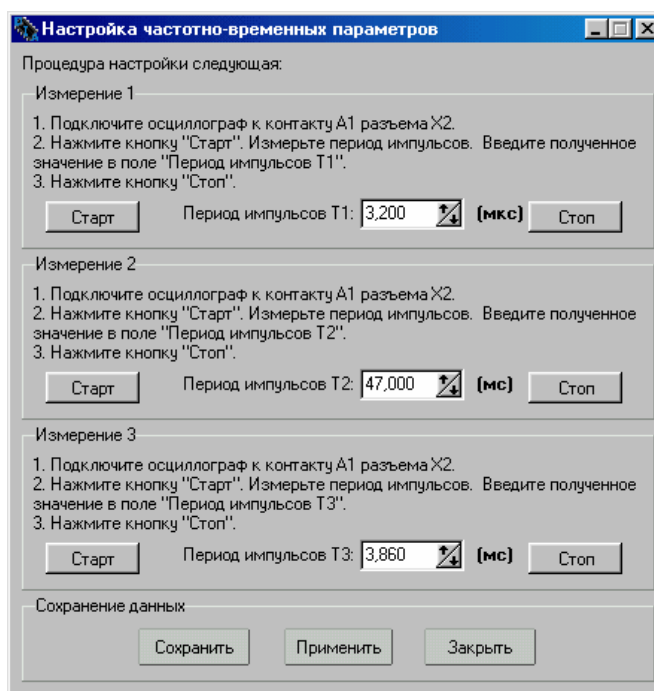 Настройка частотно-временных параметров
Процедура настройки следующая:
Измерение 1
1. Подключите осциллограф к контакту А1 разъема Х2.
2. Нажмите кнопку "Старт". Измерьте период импульсов. Введите полученное
значение в поле "Период импульсов Т1".
3. Нажмите кнопку "Стоп".
Старт Период импульсов Т1: 3,200 (мкс) Стоп
Измерение 2
1. Подключите осциллограф к контакту А1 разъема Х2.
2. Нажмите кнопку "Старт". Измерьте период импульсов. Введите полученное
значение в поле "Период импульсов Т2".
3. Нажмите кнопку "Стоп".
Старт Период импульсов Т2: 47,000 (мс) Стоп
Измерение 3
1. Подключите осциллограф к контакту А1 разъема Х2.
2. Нажмите кнопку "Старт". Измерьте период импульсов. Введите полученное
значение в поле "Период импульсов Т3".
3. Нажмите кнопку "Стоп".
Старт Период импульсов Т3: 3,860 (мс) Стоп
Сохранение данных
Сохранить Применить Закрыть